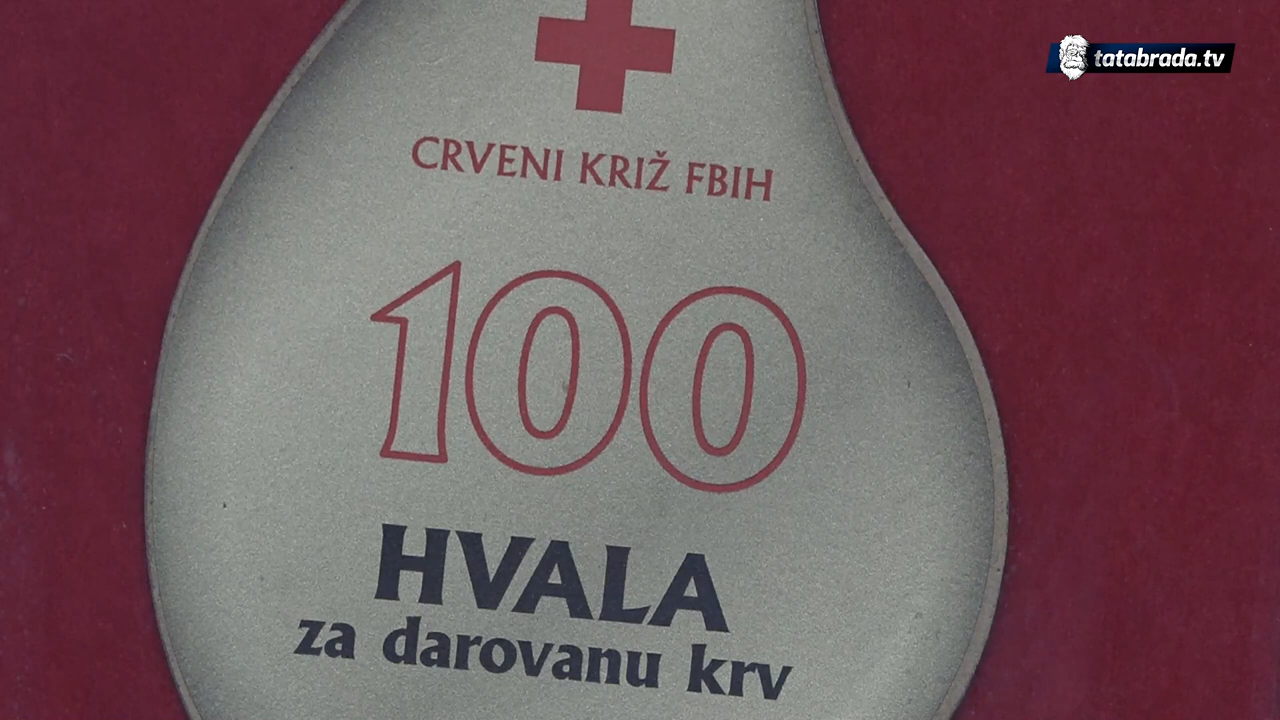 tatabrada.tv
CRVENI KRIŽ FBIH
100
HVALA
za darovanu krv